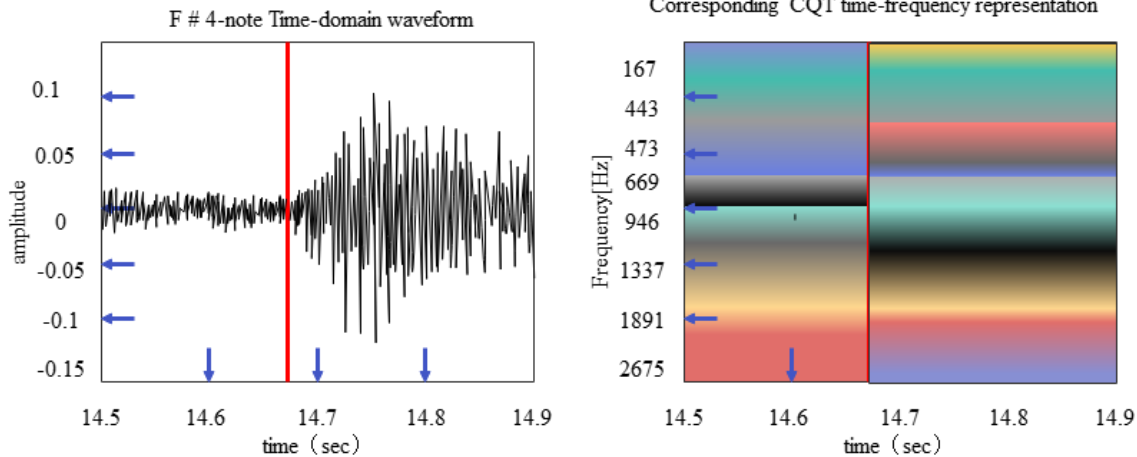 F # 4-note Time-domain waveform
0.1
0.05
0
-0.05
-0.1
-0.15
amplitude
14.5 14.6 14.7 14.8 14.9
time（sec）
Corresponding CQT time-frequency representation
167
443
473
669
946
1337
1891
2675
Frequency[Hz]
14.5 14.6 14.7 14.8 14.9
time（sec）